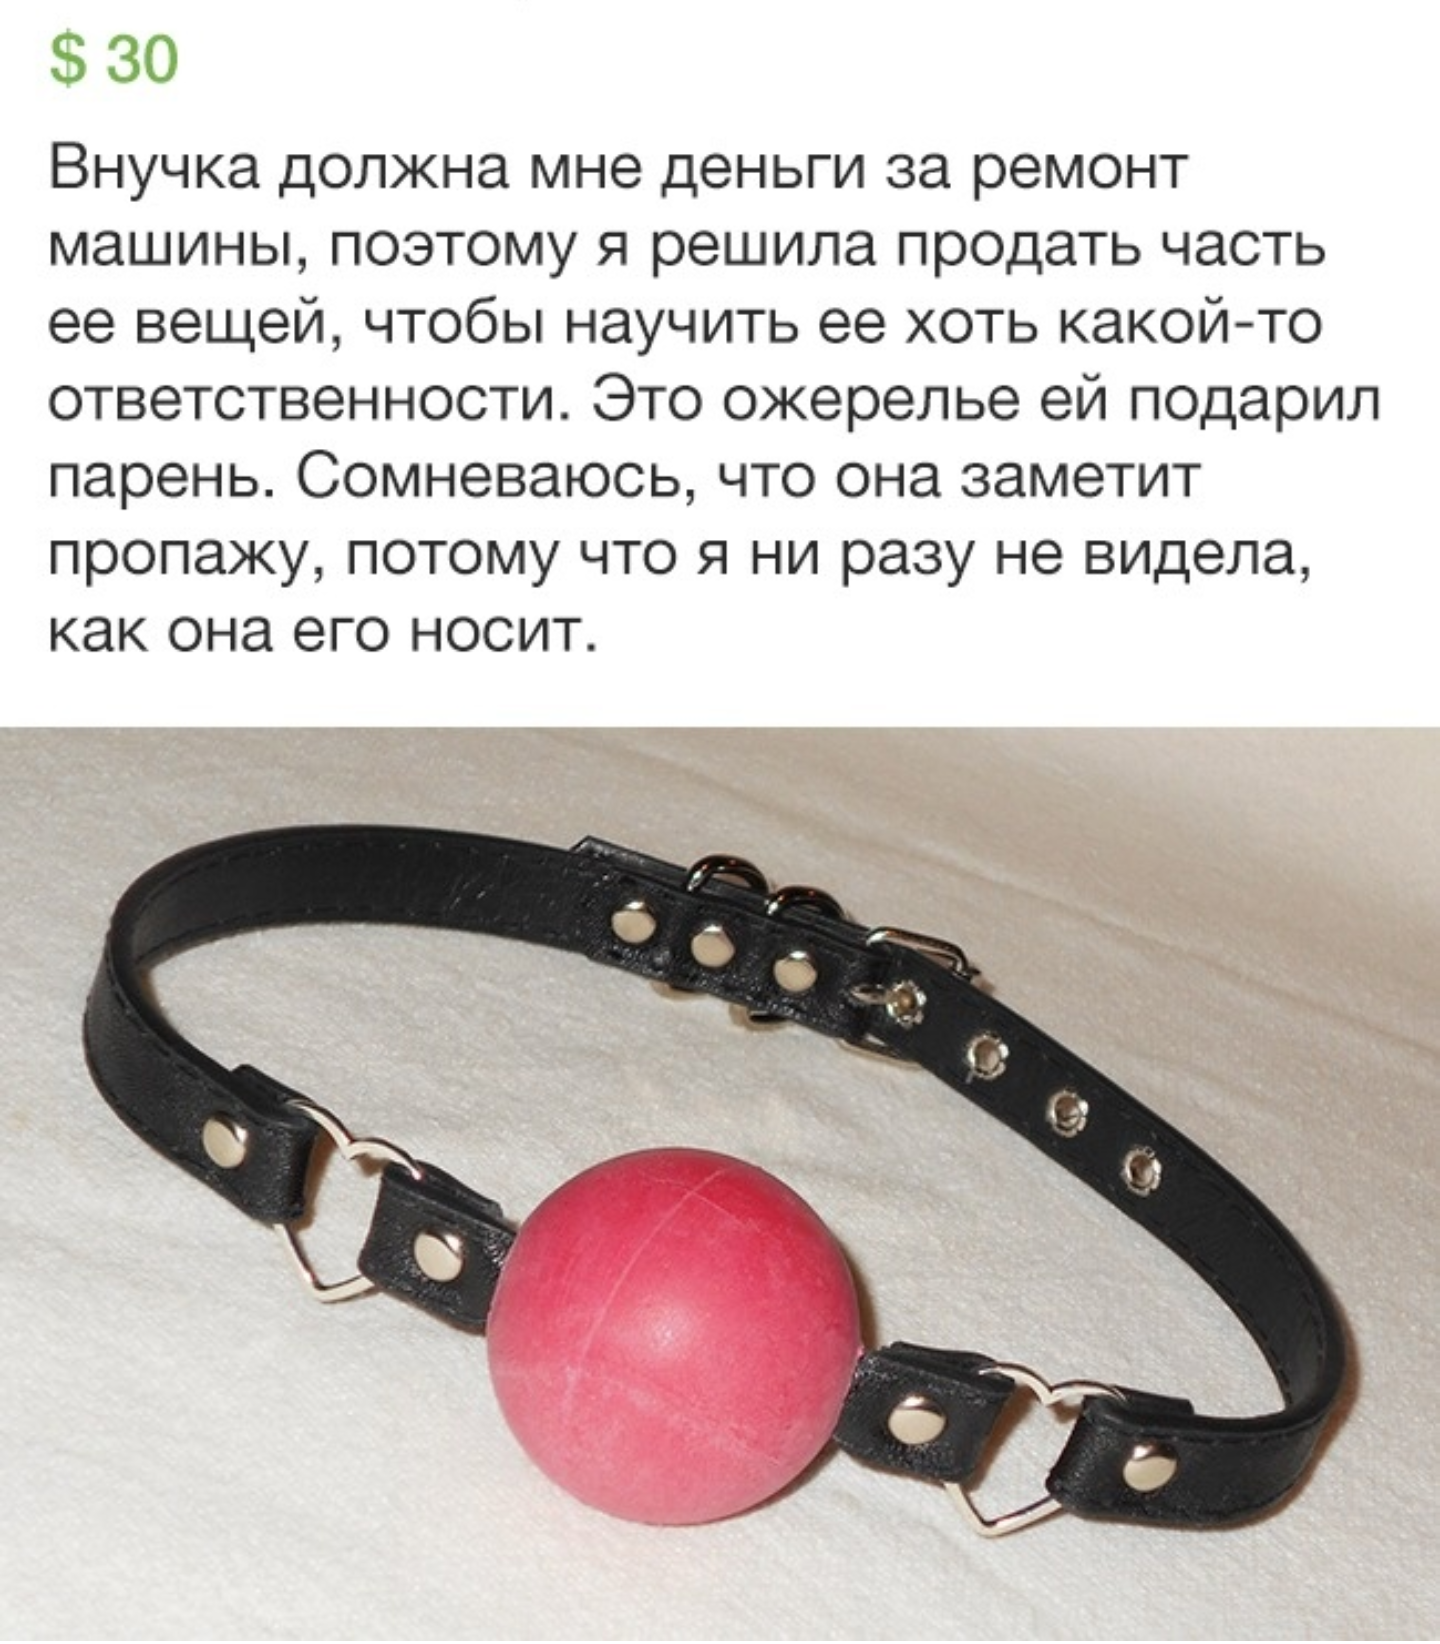 $ 30
Внучка должна мне деньги за ремонт
машины, поэтому я решила продать часть
ее вещей, чтобы научить ее хоть какой-то
ответственности. Это ожерелье ей подарил
парень. Сомневаюсь, что она заметит
пропажу, потому что я ни разу не видела,
как она его носит.